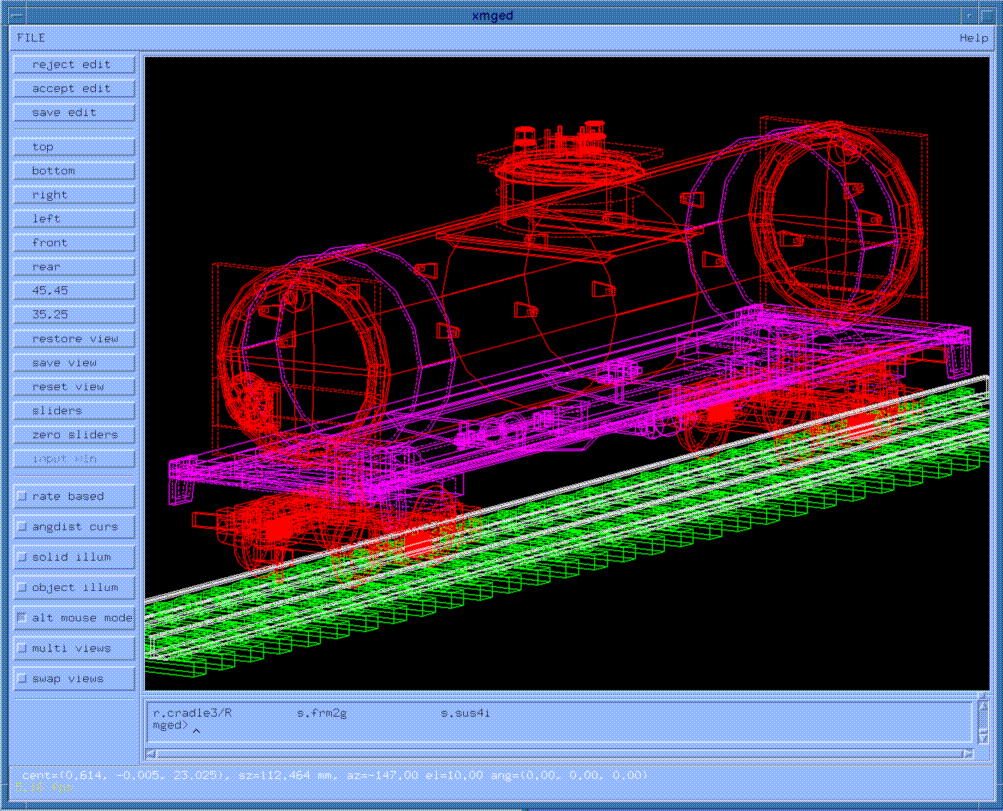 xmged
FILE Help
reject edit
accept edit
save edit
top
bottom
right
left
front
rear
45,45
35,25
restore view
save view
reset view
sliders
zero sliders
input win
rate based
angdist curs
solid illum
object illum
alt mouse mode
multi views
swap views
r.cradle3/R s.frm2g s.sus4i
mged>
cent=(0.614, -0.005, 23.025), sz=112.464 mm, az=-147.00 el=10.00 ang=(0.00, 0.00, 0.00)
fps